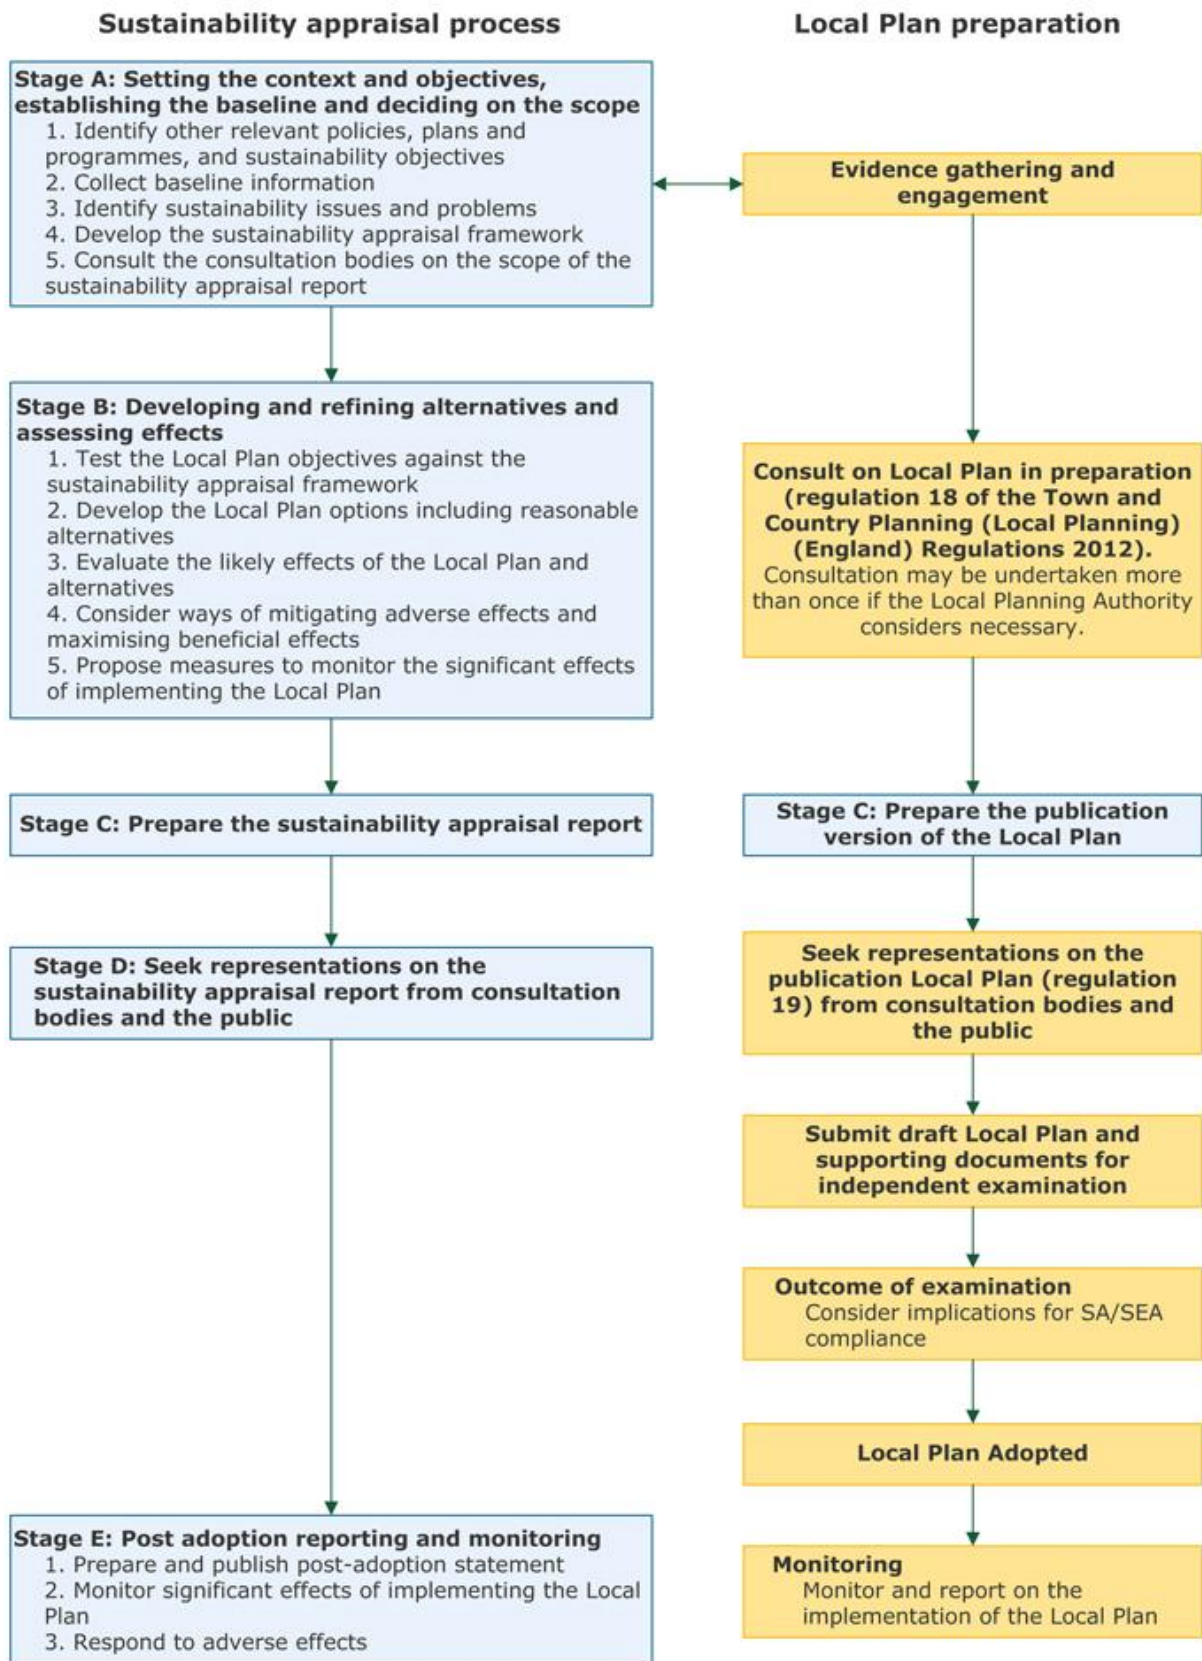 Sustainability appraisal process
Local Plan preparation
Stage A: Setting the context and objectives,
establishing the baseline and deciding on the scope
1. Identify other relevant policies, plans and
programmes, and sustainability objectives
2. Collect baseline information
3. Identify sustainability issues and problems
4. Develop the sustainability appraisal framework
5. Consult the consultation bodies on the scope of the
sustainability appraisal report
Evidence gathering and
engagement
Stage B: Developing and refining alternatives and
assessing effects
1. Test the Local Plan objectives against the
sustainability appraisal framework
2. Develop the Local Plan options including reasonable
alternatives
3. Evaluate the likely effects of the Local Plan and
alternatives
4. Consider ways of mitigating adverse effects and
maximising beneficial effects
5. Propose measures to monitor the significant effects
of implementing the Local Plan
Consult on Local Plan in preparation
(regulation 18 of the Town and
Country Planning (Local Planning)
(England) Regulations 2012).
Consultation may be undertaken more
than once if the Local Planning Authority
considers necessary.
Stage C: Prepare the sustainability appraisal report
Stage C: Prepare the publication
version of the Local Plan
Stage D: Seek representations on the
sustainability appraisal report from consultation
bodies and the public
Seek representations on the
publication Local Plan (regulation
19) from consultation bodies and
the public
Submit draft Local Plan and
supporting documents for
independent examination
Outcome of examination
Consider implications for SA/SEA
compliance
Local Plan Adopted
Stage E: Post adoption reporting and monitoring
1. Prepare and publish post-adoption statement
2. Monitor significant effects of implementing the Local
Plan
3. Respond to adverse effects
Monitoring
Monitor and report on the
implementation of the Local Plan